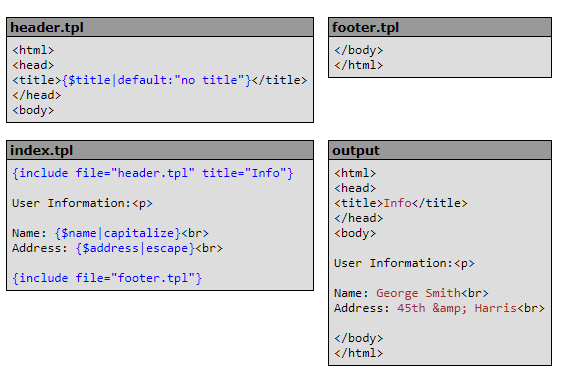 header.tpl
<html>
<head>
<title>{$title|default:"no title"}</title>
</head>
<body>
footer.tpl
</body>
</html>
index.tpl
{include file="header.tpl" title="Info"}
User Information:<p>
Name: {$name|capitalize}<br>
Address: {$address|escape}<br>
{include file="footer.tpl"}
output
<html>
<head>
<title>Info</title>
</head>
<body>
User Information:<p>
Name: George Smith<br>
Address: 45th &amp; Harris<br>
</body>
</html>